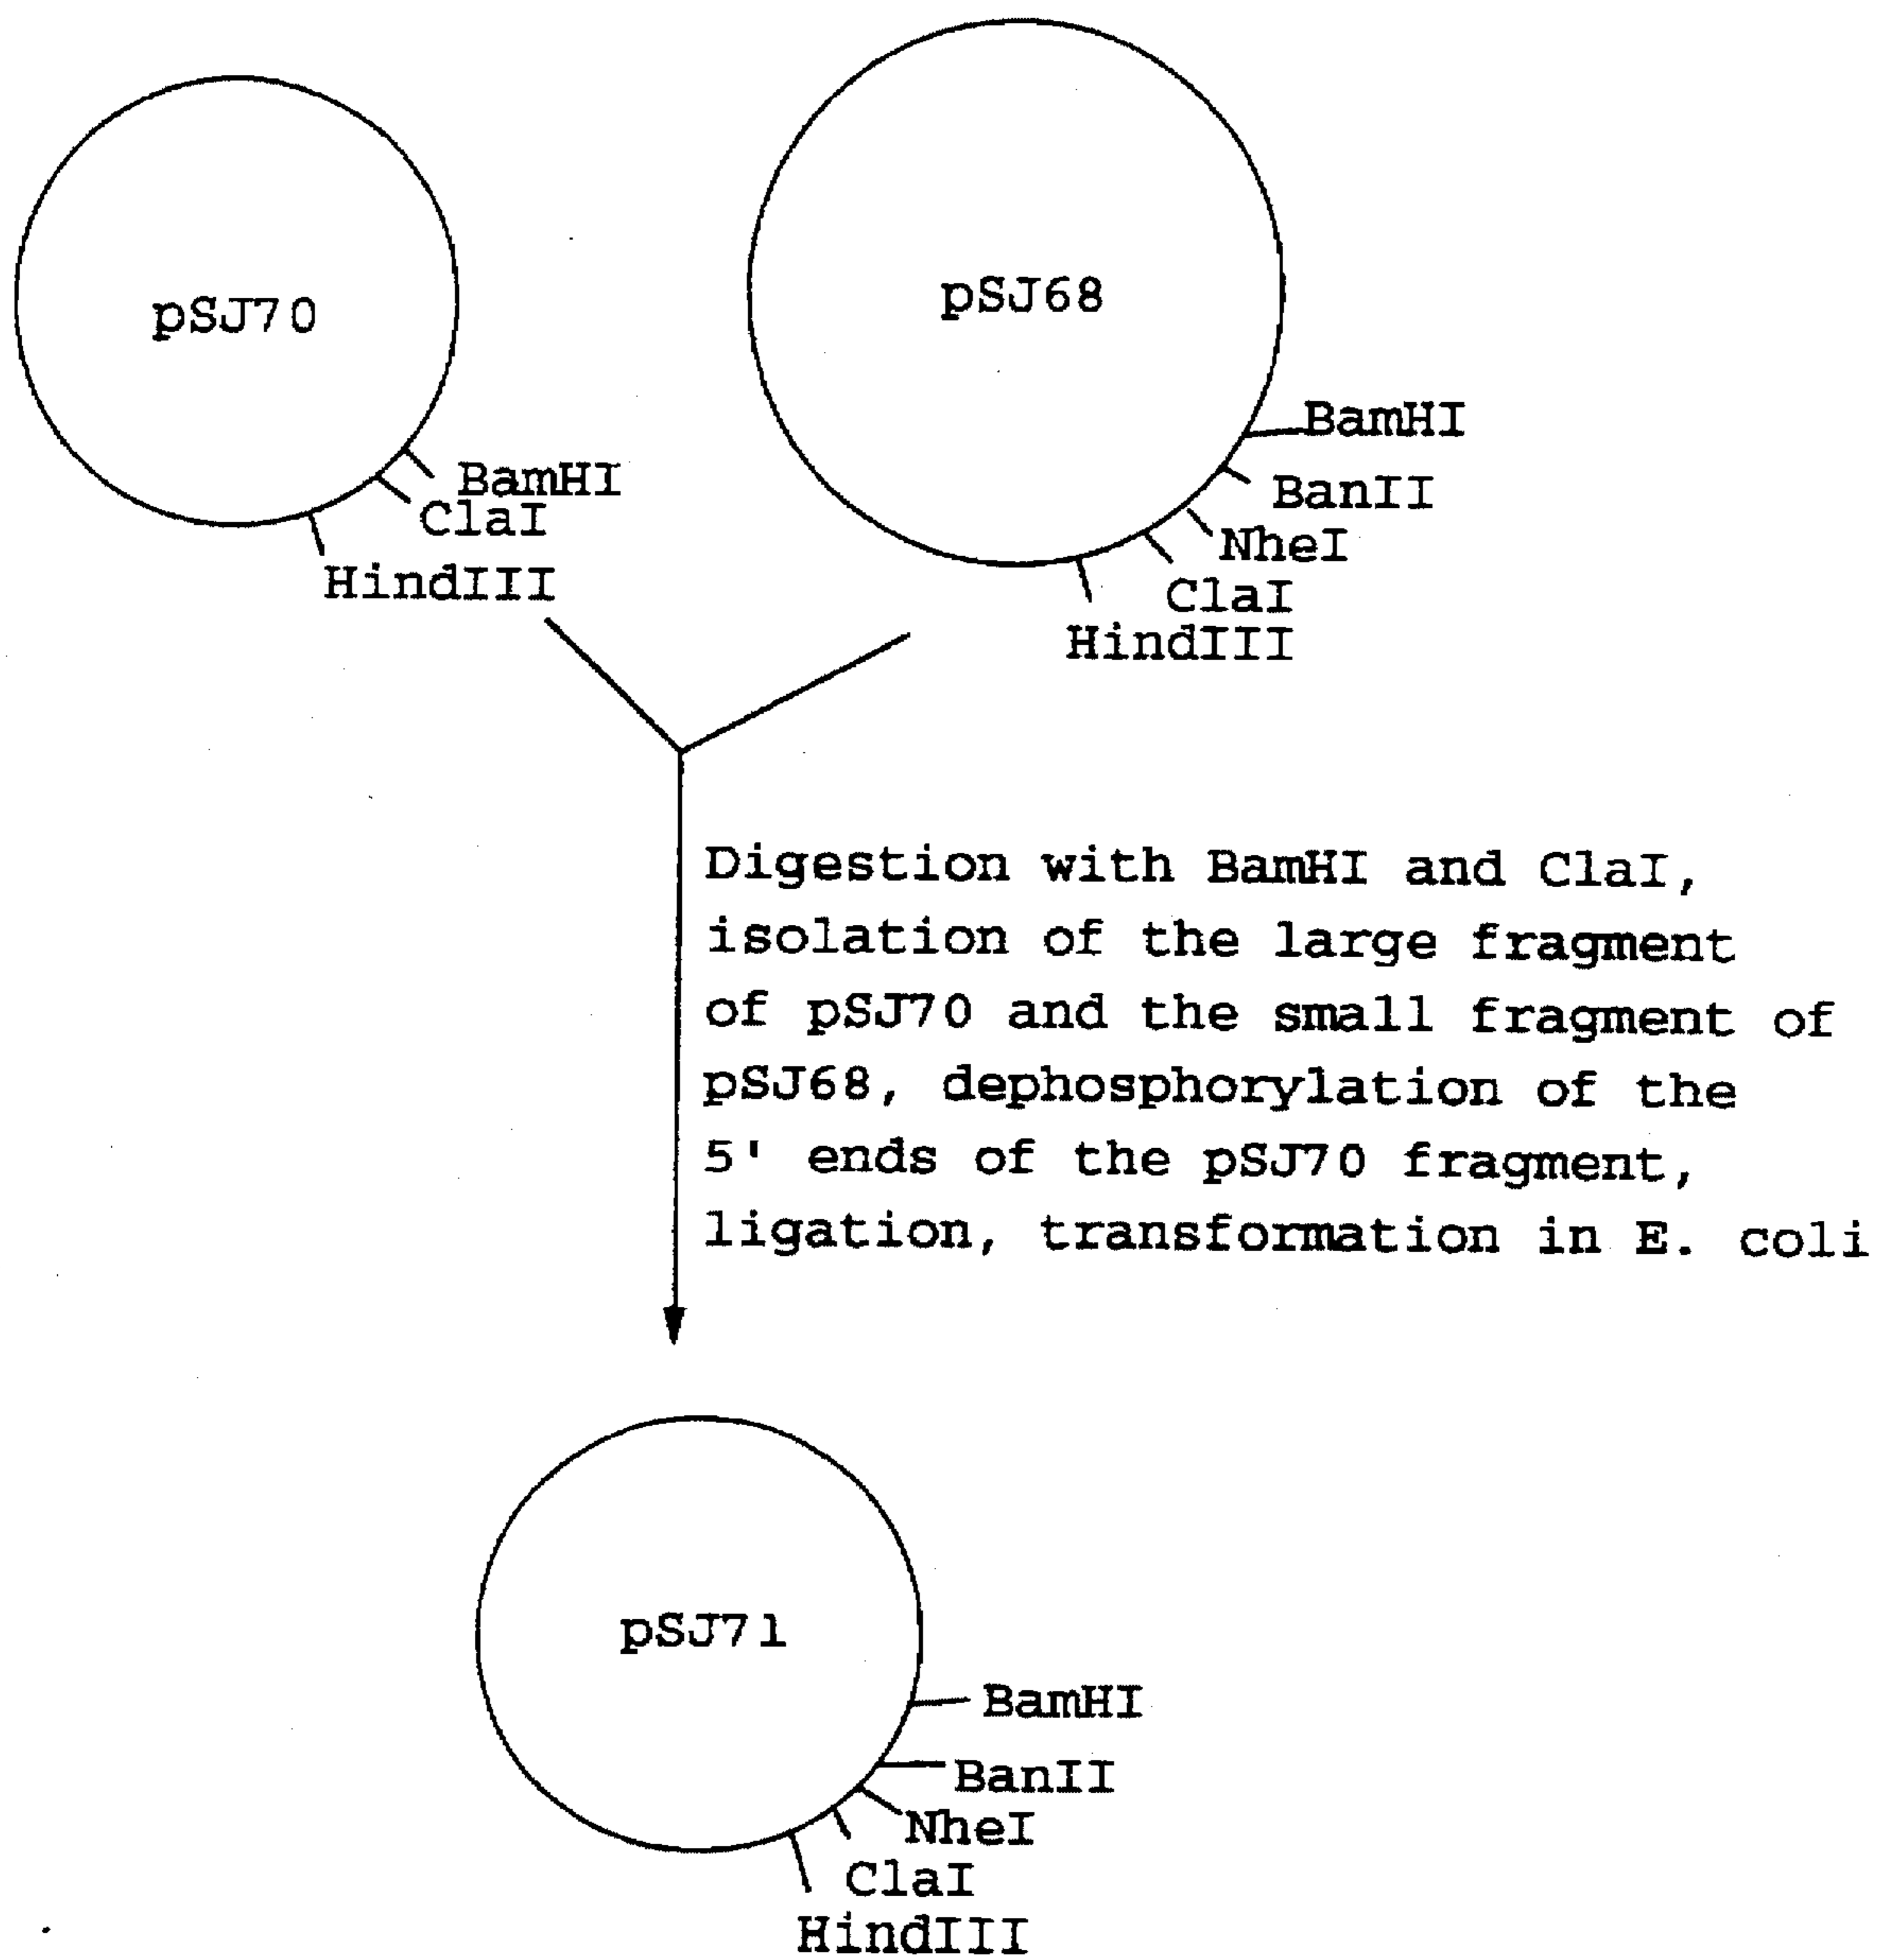 pSJ70
BamHI
ClaI
HindIII
pSJ68
BamHI
BanII
NheI
ClaI
HindIII
Digestion with BamHI and ClaI,
isolation of the large fragment
of pSJ70 and the small fragment of
pSJ68, dephosphorylation of the
5' ends of the pSJ70 fragment,
ligation, transformation in E. coli
pSJ71
BamHI
BanII
NheI
ClaI
HindIII